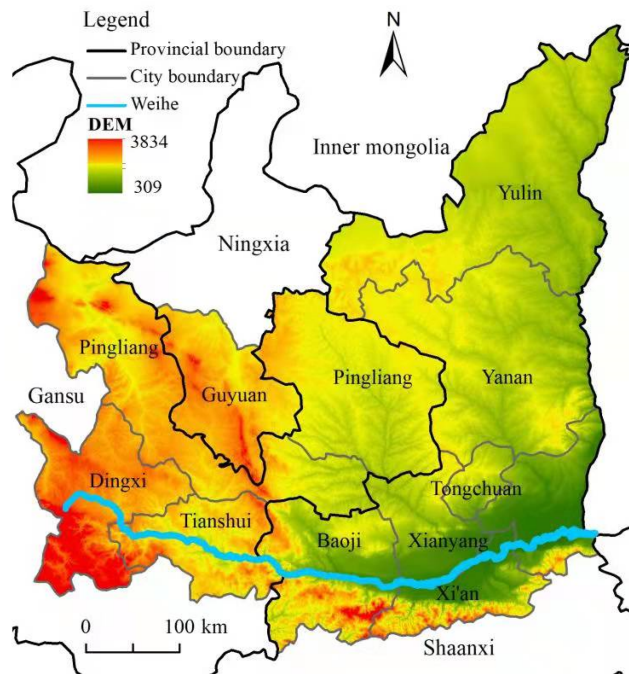 Legend
Provincial boundary
City boundary
Weihe
DEM
3834
309
N
Inner mongolia
Yulin
Ningxia
Pingliang
Guyuan
Pingliang
Yanan
Gansu
Dingxi
Tianshui
Baoji
Xianyang
Tongchuan
Xi'an
0 100 km
Shaanxi